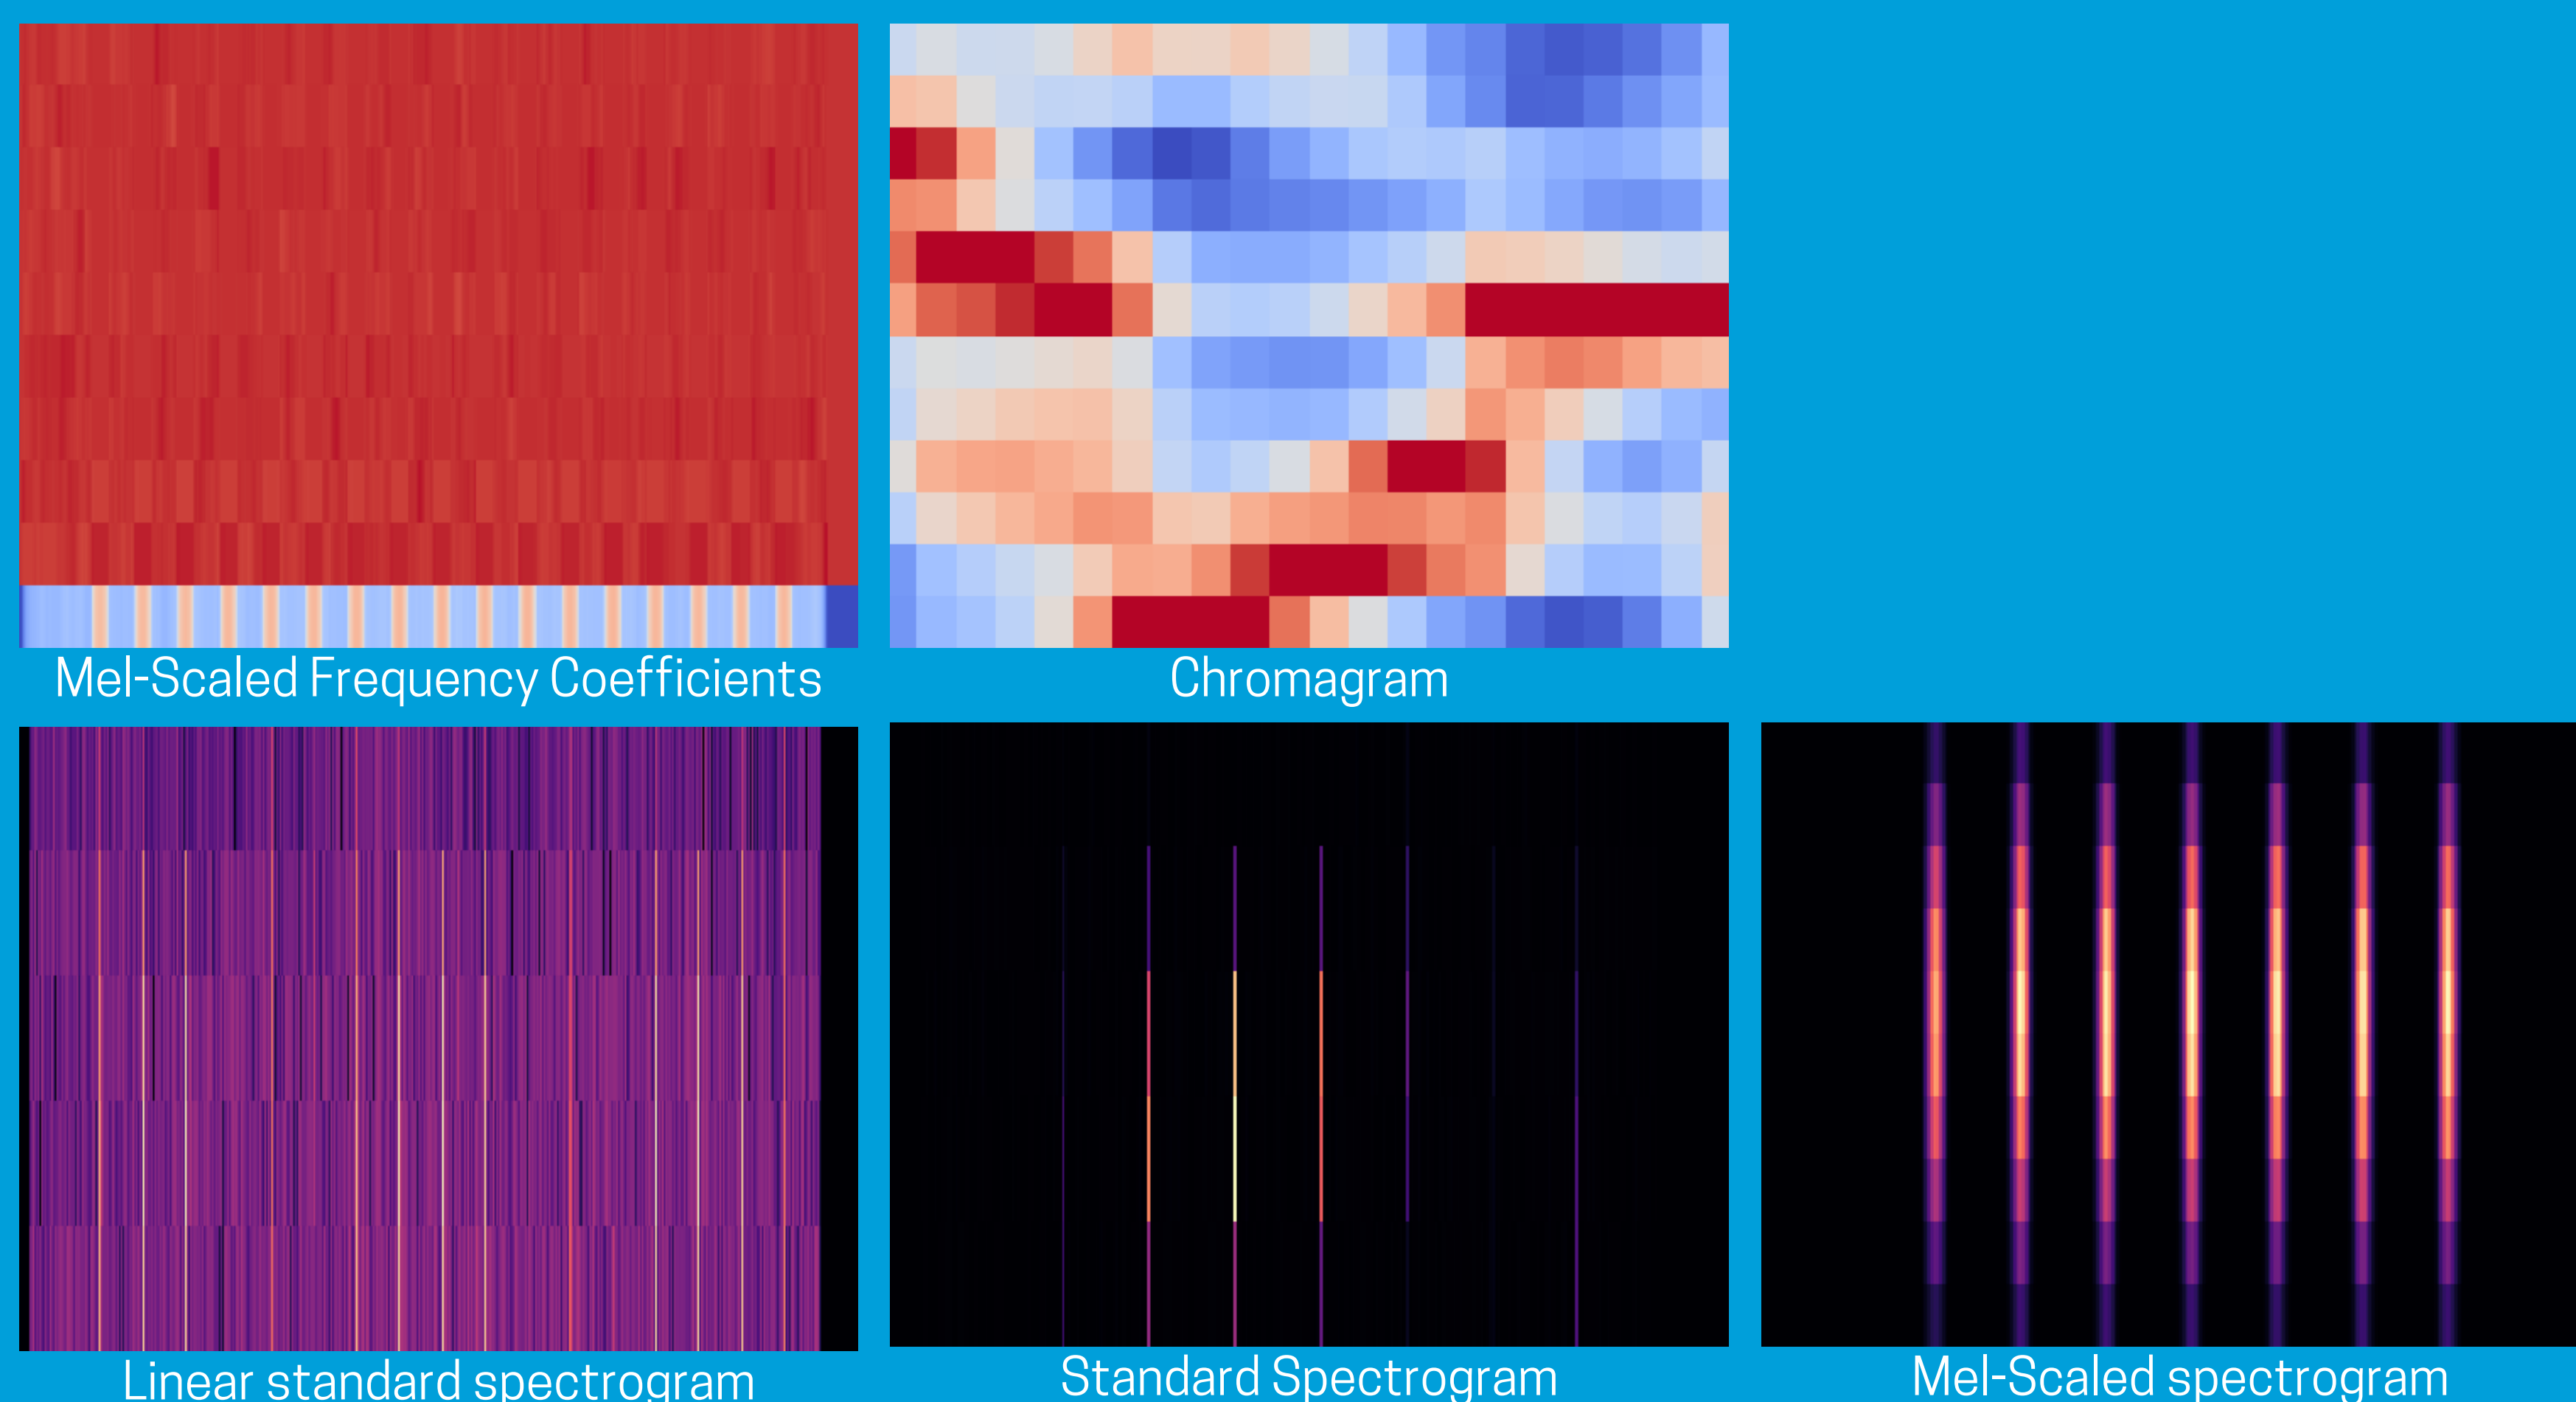 Mel-Scaled Frequency Coefficients
Chromagram
Linear standard spectrogram
Standard Spectrogram
Mel-Scaled spectrogram